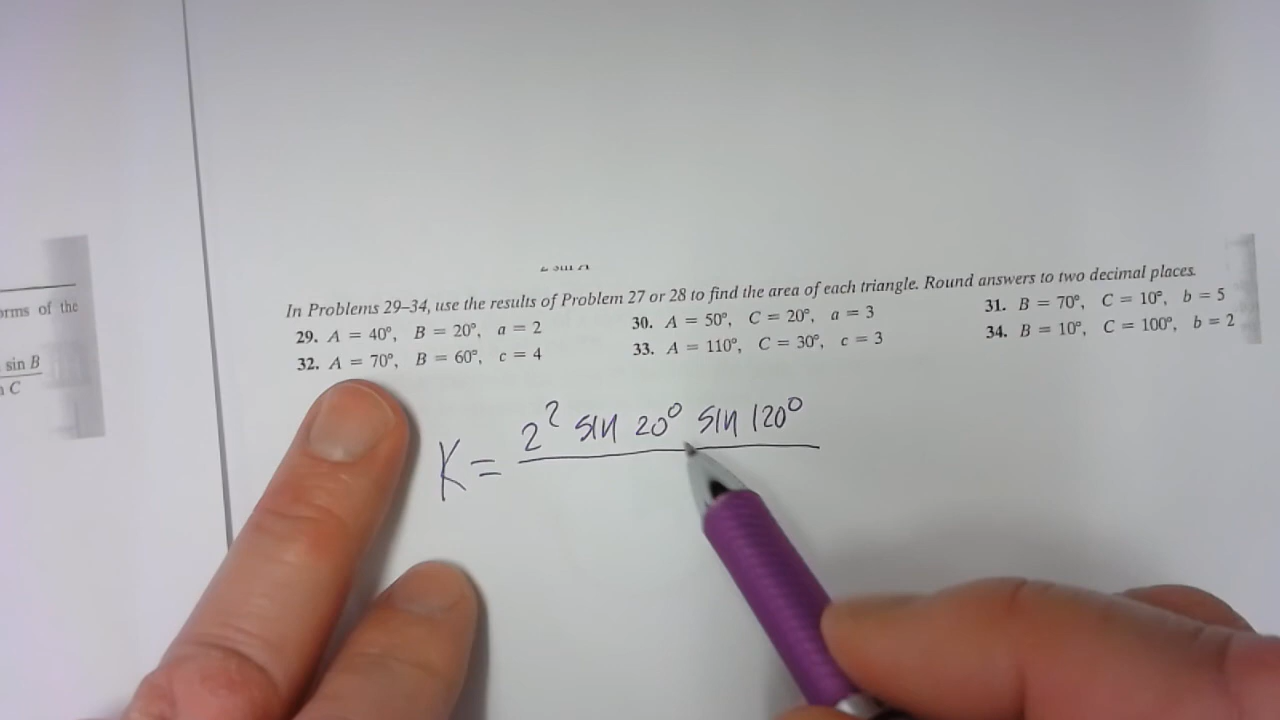 orms of the
sin B
C
In Problems 29–34, use the results of Problem 27 or 28 to find the area of each triangle. Round answers to two decimal places.
29. A = 40°, B = 20°, a = 2 30. A = 50°, C = 20°, a = 3 31. B = 70°, C = 10°, b = 5
32. A = 70°, B = 60°, c = 4 33. A = 110°, C = 30°, c = 3 34. B = 10°, C = 100°, b = 2
K = 2² sin 20° sin 120°